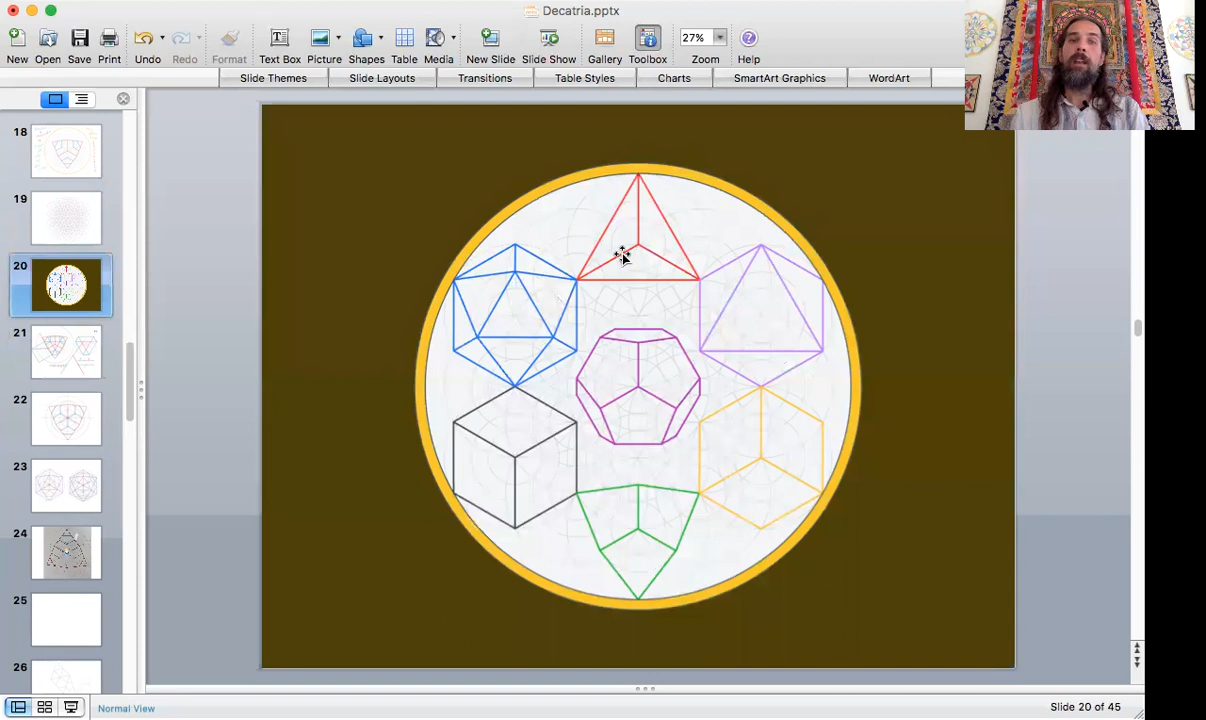 Decatria.pptx
New Open Save Print Undo Redo Format Text Box Picture Shapes Table Media New Slide Slide Show Gallery Toolbox 27% Zoom Help
Slide Themes Slide Layouts Transitions Table Styles Charts SmartArt Graphics WordArt
18
19
20
21
22
23
24
25
26
Normal View
Slide 20 of 45